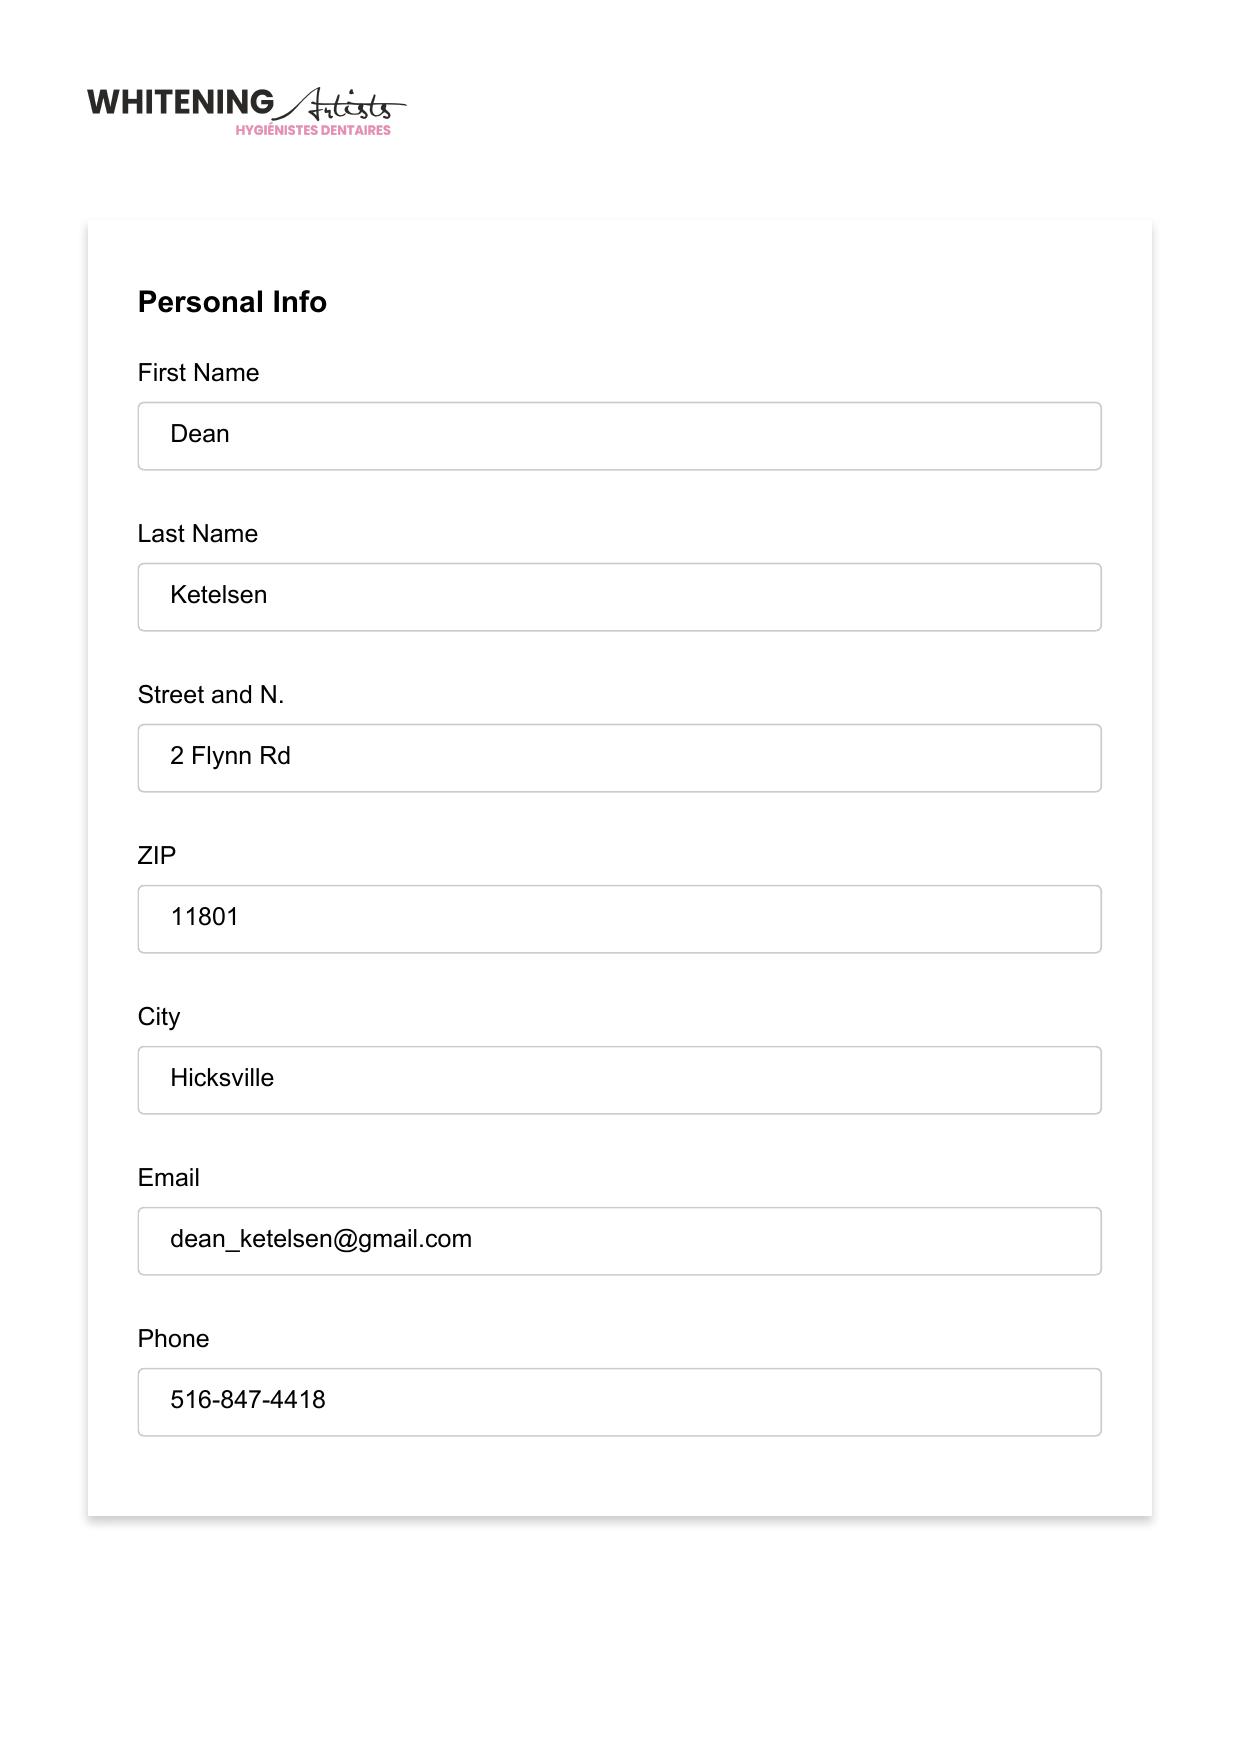 WHITENING Artists
HYGIÉNISTES DENTAIRES
Personal Info
First Name
Dean
Last Name
Ketelsen
Street and N.
2 Flynn Rd
ZIP
11801
City
Hicksville
Email
dean_ketelsen@gmail.com
Phone
516-847-4418